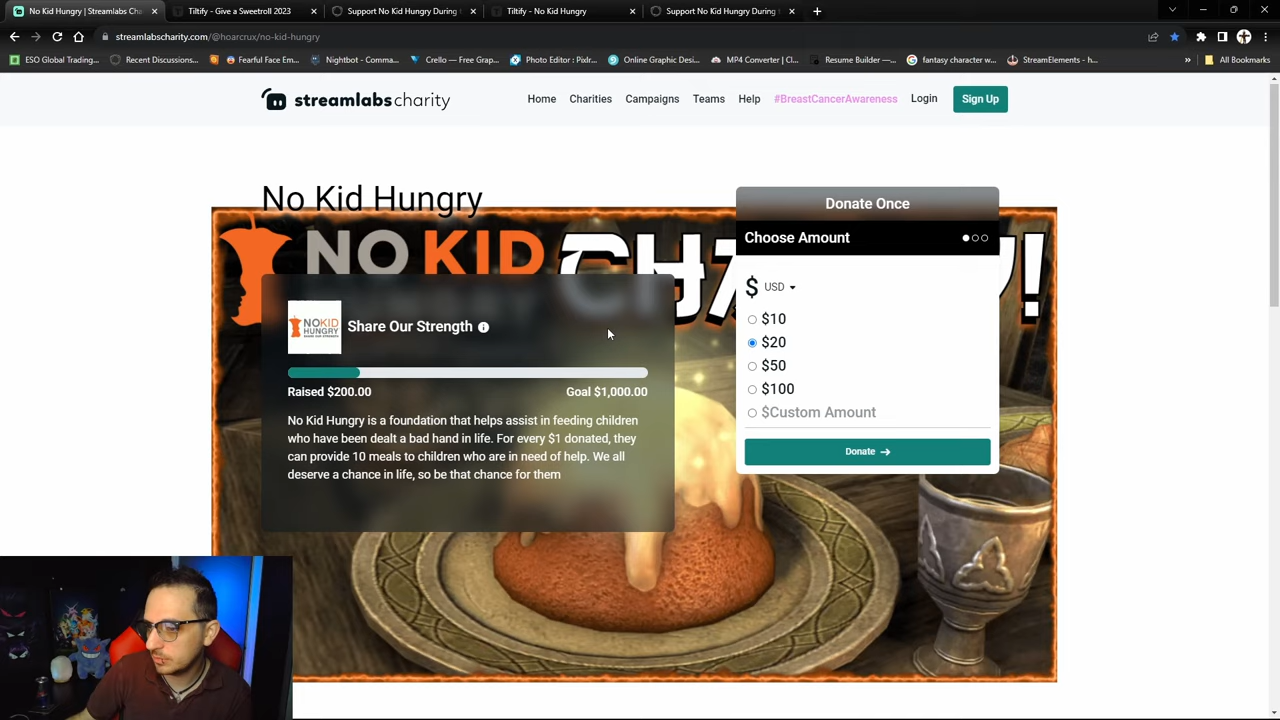 No Kid Hungry | Streamlabs Cha
Tiltify - Give a Sweetroll 2023
Support No Kid Hungry During
Tiltify - No Kid Hungry
Support No Kid Hungry During
streamlabscharity.com/@hoarcrux/no-kid-hungry
ESO Global Trading...
Recent Discussions...
Fearful Face Em...
Nightbot - Comma...
Crello — Free Grap...
Photo Editor : Pixlr...
Online Graphic Desi...
MP4 Converter | Cl...
Resume Builder —...
fantasy character w...
StreamElements - h...
All Bookmarks
streamlabs charity
Home
Charities
Campaigns
Teams
Help
#BreastCancerAwareness
Login
Sign Up
No Kid Hungry
NO KID
Donate Once
Choose Amount
$ USD
$10
$20
$50
$100
$Custom Amount
Donate →
NOKID
HUNGRY
SHARE OUR STRENGTH
Share Our Strength
Raised $200.00
Goal $1,000.00
No Kid Hungry is a foundation that helps assist in feeding children
who have been dealt a bad hand in life. For every $1 donated, they
can provide 10 meals to children who are in need of help. We all
deserve a chance in life, so be that chance for them